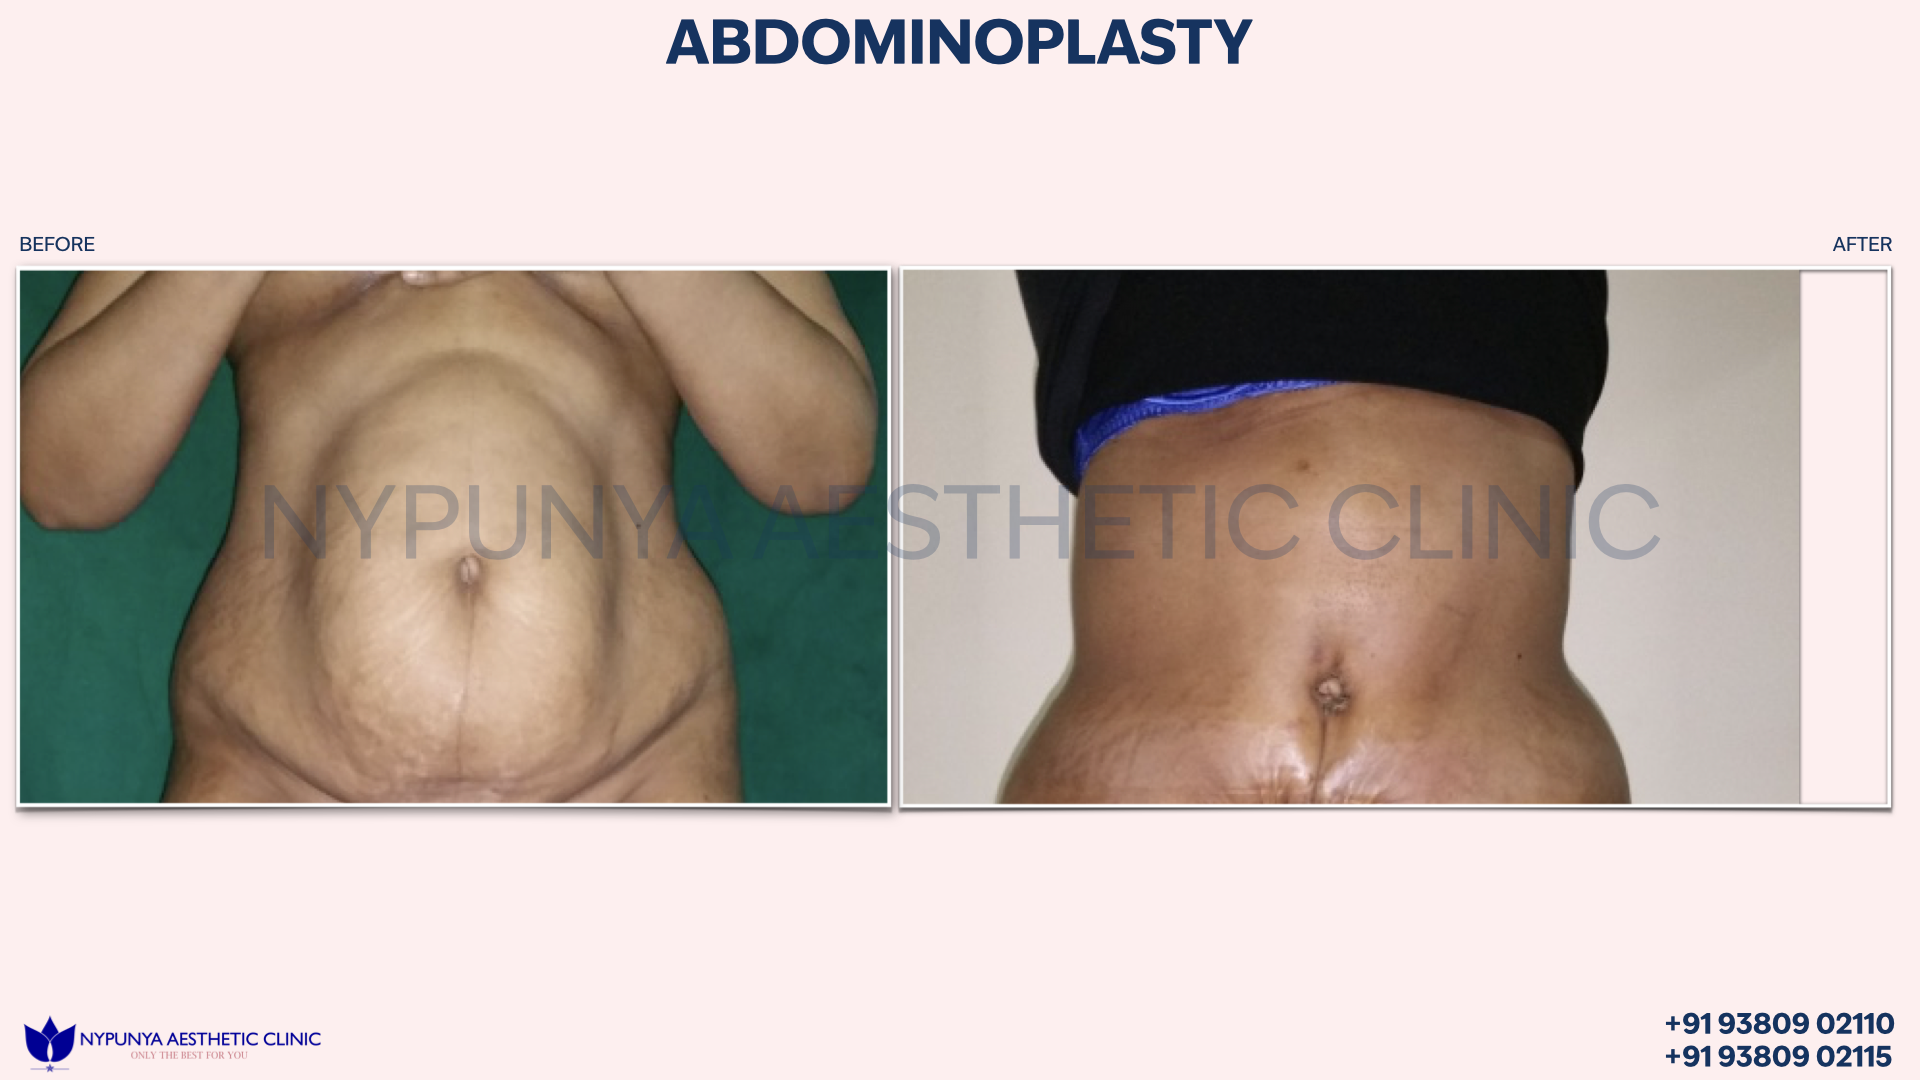 ABDOMINOPLASTY
BEFORE
AFTER
NYPUNYA AESTHETIC CLINIC
NYPUNYA AESTHETIC CLINIC
ONLY THE BEST FOR YOU
+91 93809 02110
+91 93809 02115